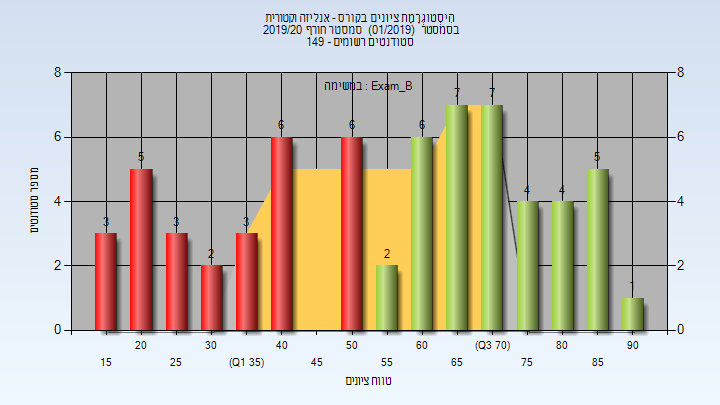 היסטוגרמת ציונים בקורס - אנליזה וקטורית
בסמסטר (01/2019) סמסטר חורף 2019/20
סטודנטים רשומים - 149
במשימה : Exam_B
מספר סטודנטים
8 8
6 6
4 4
2 2
0 0
3 5 3 2 3 6 6 2 6 7 7 4 4 5 1
20 30 40 50 60 (Q3 70) 80 90
15 25 (Q1 35) 45 55 65 75 85
טווח ציונים